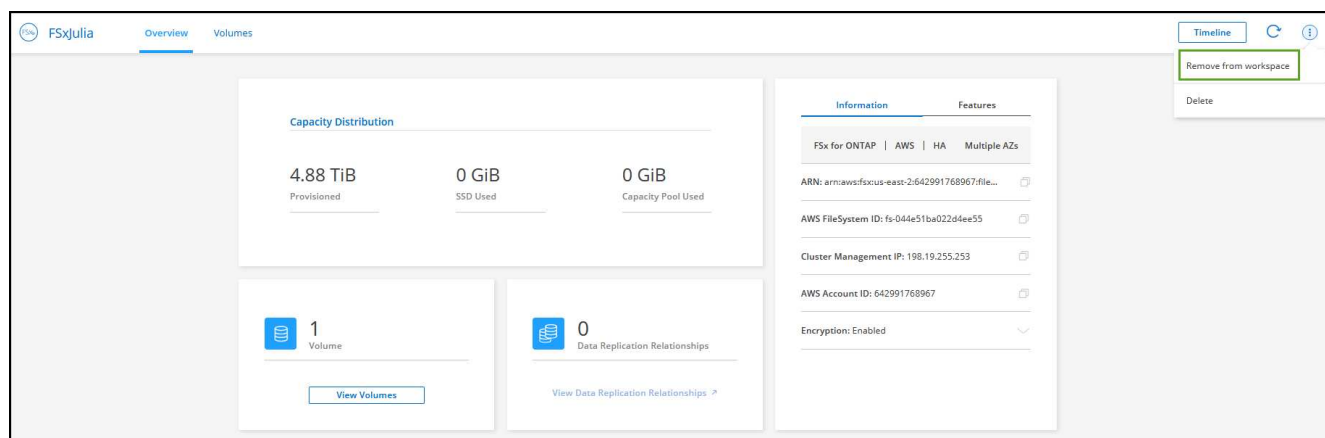 FSxN FSxJulia Overview Volumes Timeline
Remove from workspace
Delete
Capacity Distribution
4.88 TiB 0 GiB 0 GiB
Provisioned SSD Used Capacity Pool Used
Information Features
FSx for ONTAP | AWS | HA Multiple AZs
ARN: arn:aws:fsx:us-east-2:642991768967:file...
AWS FileSystem ID: fs-044e51ba022d4ee55
Cluster Management IP: 198.19.255.253
AWS Account ID: 642991768967
Encryption: Enabled
1
Volume
View Volumes
0
Data Replication Relationships
View Data Replication Relationships